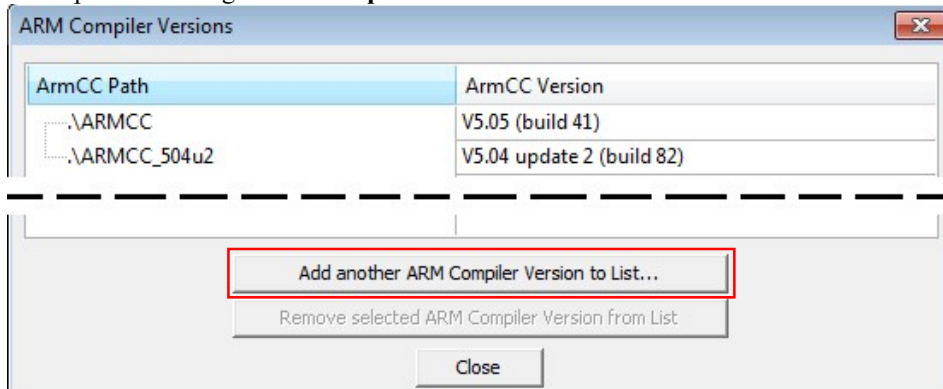 ARM Compiler Versions
ArmCC Path ArmCC Version
.\ARMCC V5.05 (build 41)
.\ARMCC_504u2 V5.04 update 2 (build 82)
Add another ARM Compiler Version to List...
Remove selected ARM Compiler Version from List
Close